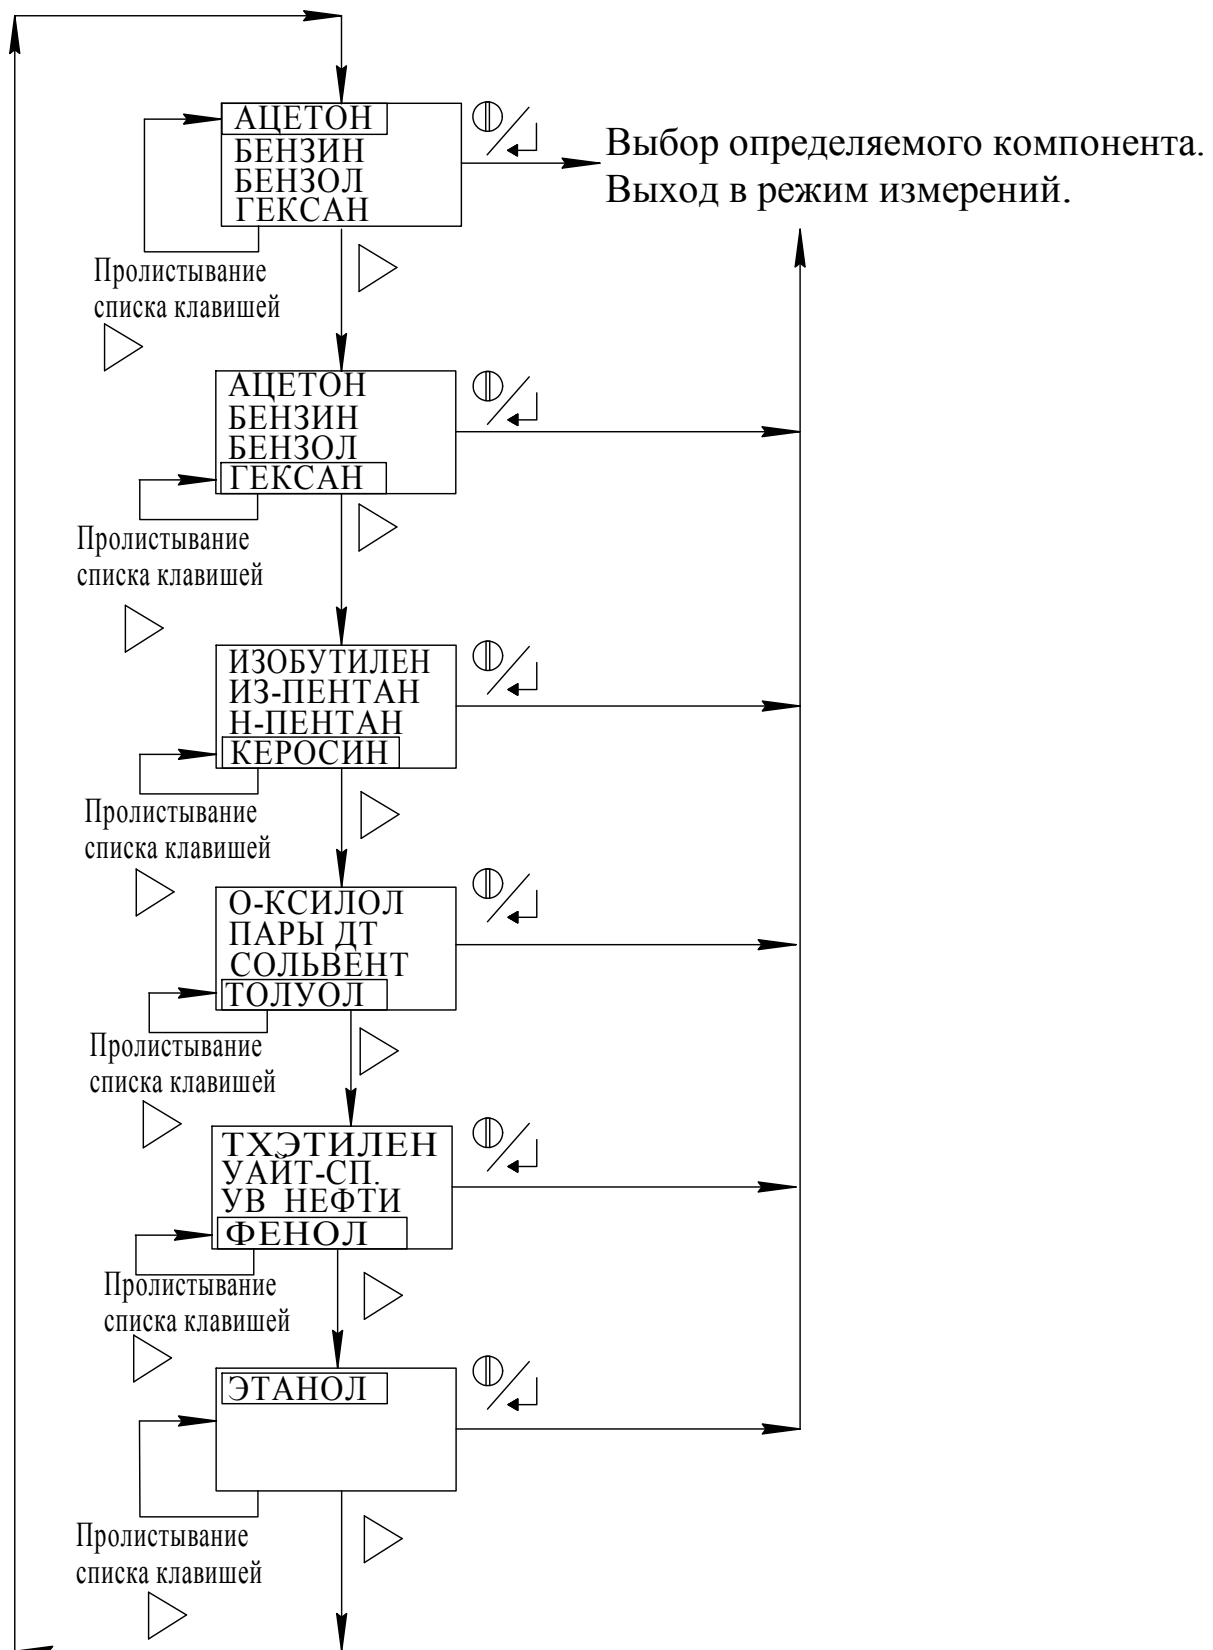 АЦЕТОН
БЕНЗИН
БЕНЗОЛ
ГЕКСАН
Выбор определяемого компонента.
Выход в режим измерений.
Пролистывание
списка клавишей
АЦЕТОН
БЕНЗИН
БЕНЗОЛ
ГЕКСАН
Пролистывание
списка клавишей
ИЗОБУТИЛЕН
ИЗ-ПЕНТАН
Н-ПЕНТАН
КЕРОСИН
Пролистывание
списка клавишей
О-КСИЛОЛ
ПАРЫ ДТ
СОЛЬВЕНТ
ТОЛУОЛ
Пролистывание
списка клавишей
ТХЭТИЛЕН
УАЙТ-СП.
УВ НЕФТИ
ФЕНОЛ
Пролистывание
списка клавишей
ЭТАНОЛ
Пролистывание
списка клавишей